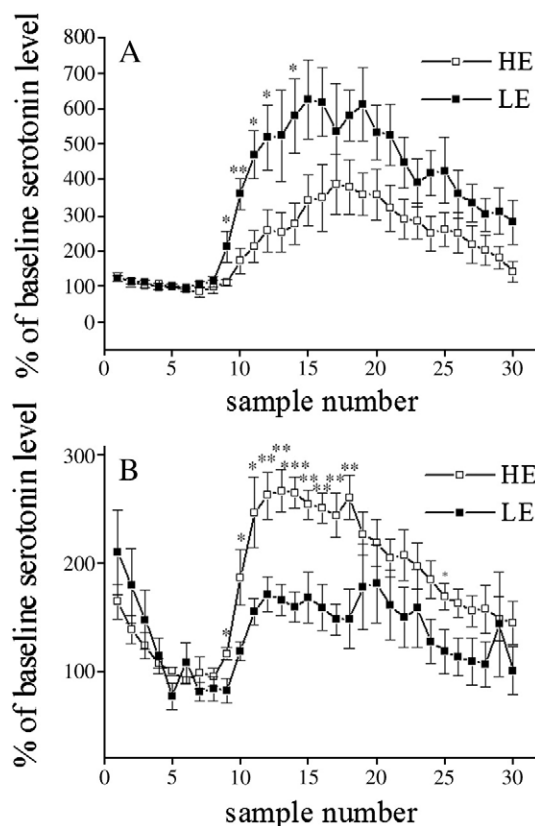 A
HE
LE
% of baseline serotonin level
800
700
600
500
400
300
200
100
0
* ** * * *
0 5 10 15 20 25 30
sample number
B
HE
LE
% of baseline serotonin level
300
200
100
* * * ** ** ** ** ** ** ** ** *
0 5 10 15 20 25 30
sample number